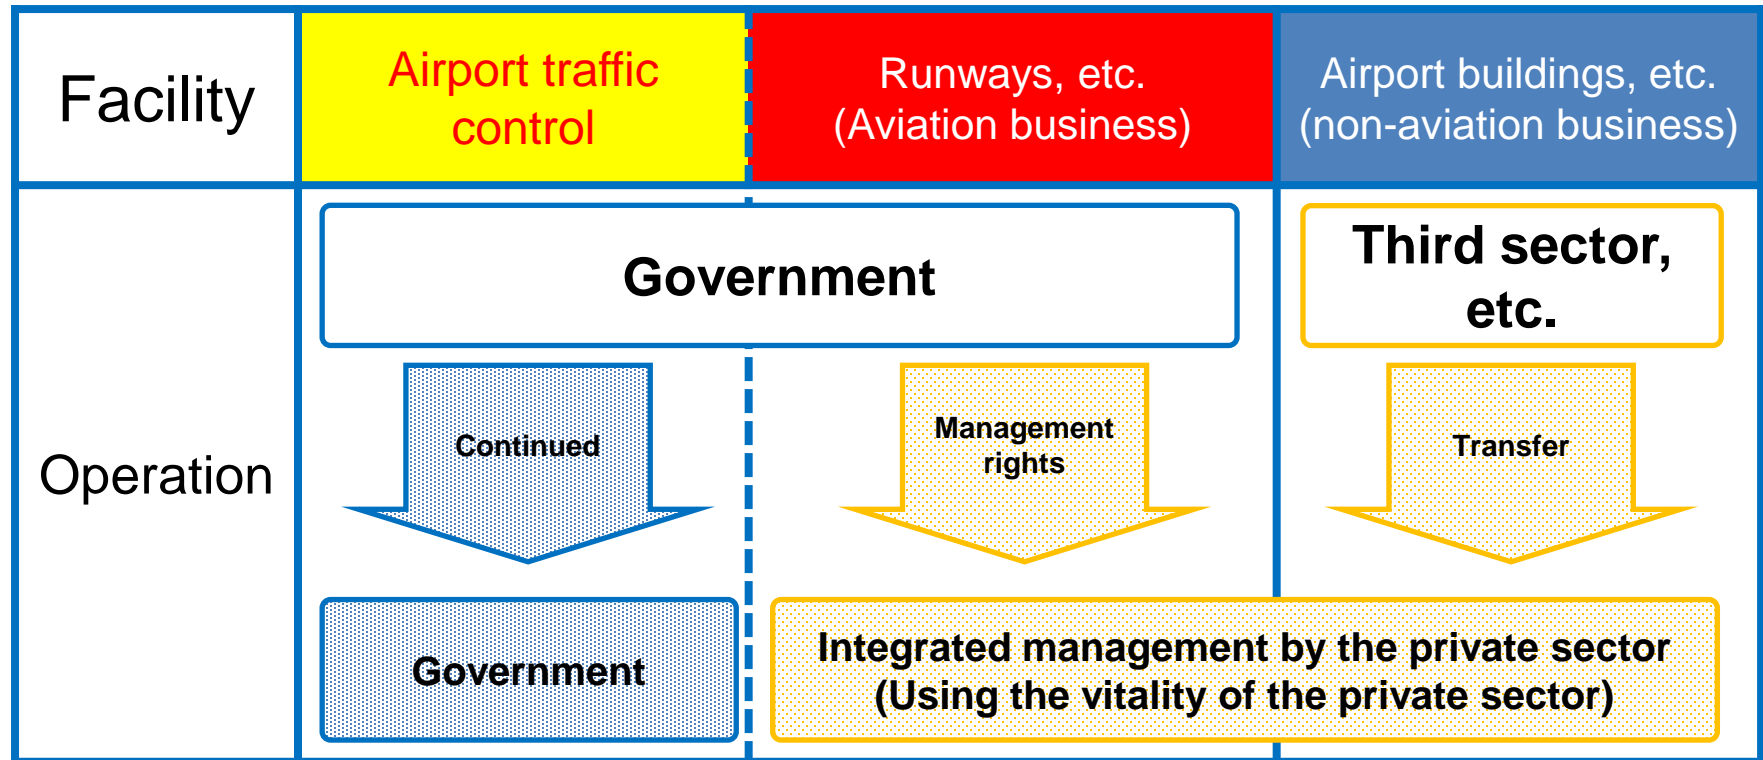 Facility
Airport traffic
control
Runways, etc.
(Aviation business)
Airport buildings, etc.
(non-aviation business)
Operation
Government
Third sector,
etc.
Continued
Management
rights
Transfer
Government
Integrated management by the private sector
(Using the vitality of the private sector)